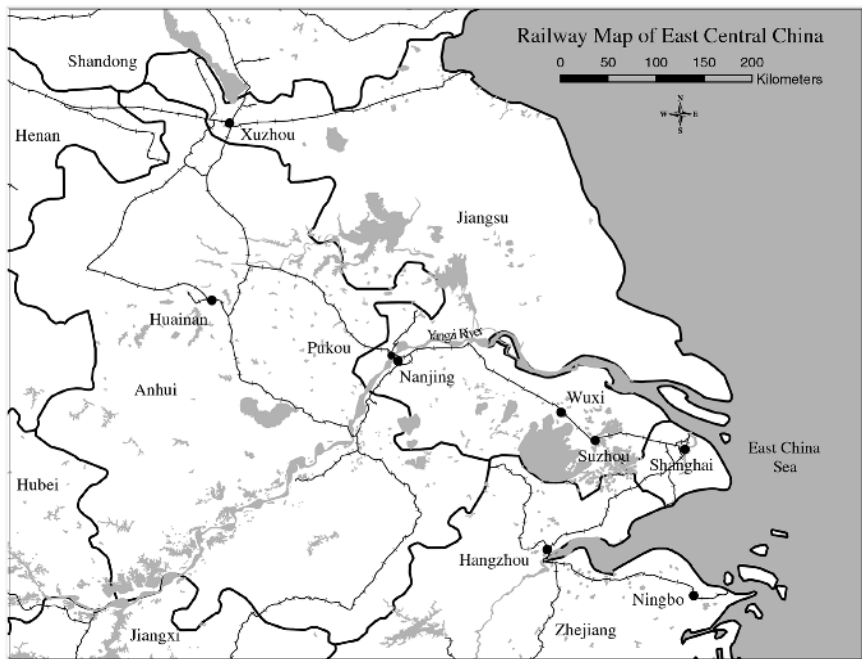 Railway Map of East Central China
0 50 100 150 200
Kilometers
N
W E
S
Shandong
Henan
Xuzhou
Jiangsu
Huainan
Yangzi River
Pukou
Nanjing
Anhui
Wuxi
Suzhou
Shanghai
East China
Sea
Hubei
Hangzhou
Ningbo
Jiangxi
Zhejiang